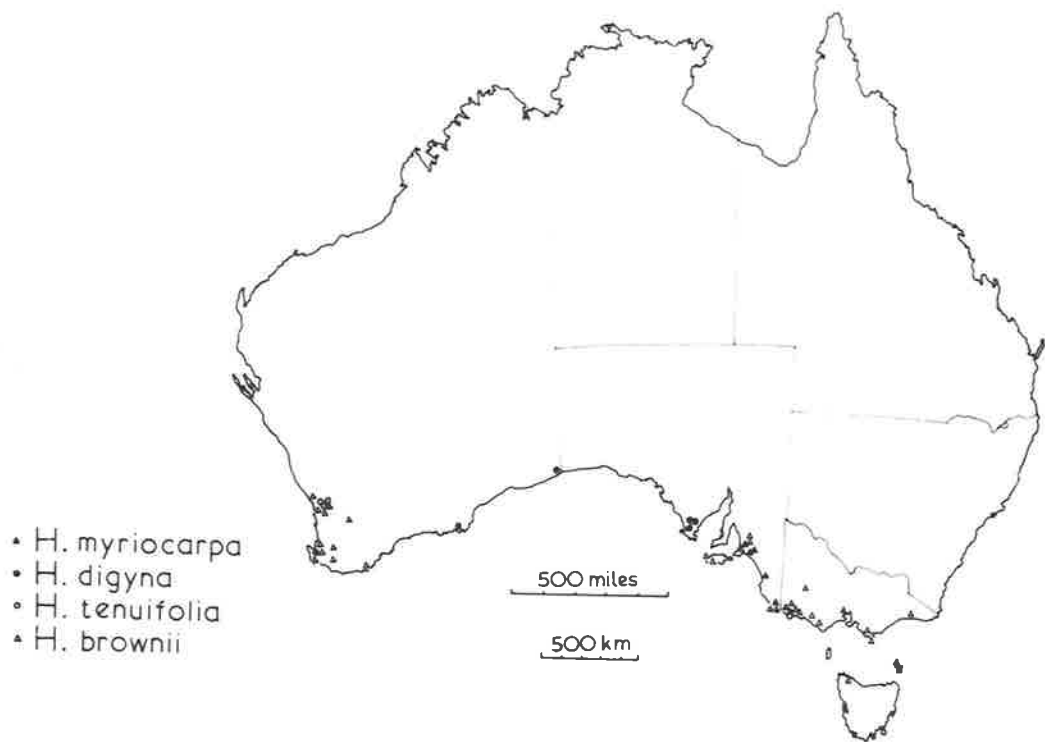 H. myriocarpa
H. digyna
H. tenuifolia
H. brownii
500 miles
500 km